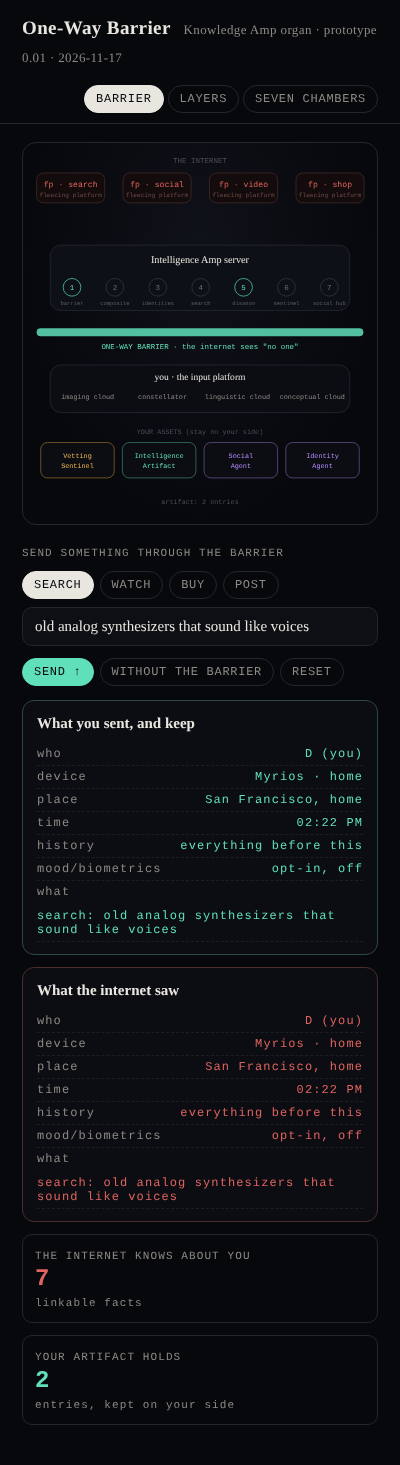 One-Way Barrier Knowledge Amp organ · prototype
0.01 · 2026-11-17
BARRIER LAYERS SEVEN CHAMBERS
THE INTERNET
fp · search fp · social fp · video fp · shop
fleecing platform fleecing platform fleecing platform fleecing platform
Intelligence Amp server
1 2 3 4 5 6 7
barrier composite identities search disanon sentinel social hub
ONE-WAY BARRIER · the internet sees "no one"
you · the input platform
imaging cloud constellator linguistic cloud conceptual cloud
YOUR ASSETS (stay on your side)
Vetting Intelligence Social Identity
Sentinel Artifact Agent Agent
artifact: 2 entries
SEND SOMETHING THROUGH THE BARRIER
SEARCH WATCH BUY POST
old analog synthesizers that sound like voices
SEND ↑ WITHOUT THE BARRIER RESET
What you sent, and keep
who D (you)
device Myrios · home
place San Francisco, home
time 02:22 PM
history everything before this
mood/biometrics opt-in, off
what
search: old analog synthesizers that
sound like voices
What the internet saw
who D (you)
device Myrios · home
place San Francisco, home
time 02:22 PM
history everything before this
mood/biometrics opt-in, off
what
search: old analog synthesizers that
sound like voices
THE INTERNET KNOWS ABOUT YOU
7
linkable facts
YOUR ARTIFACT HOLDS
2
entries, kept on your side